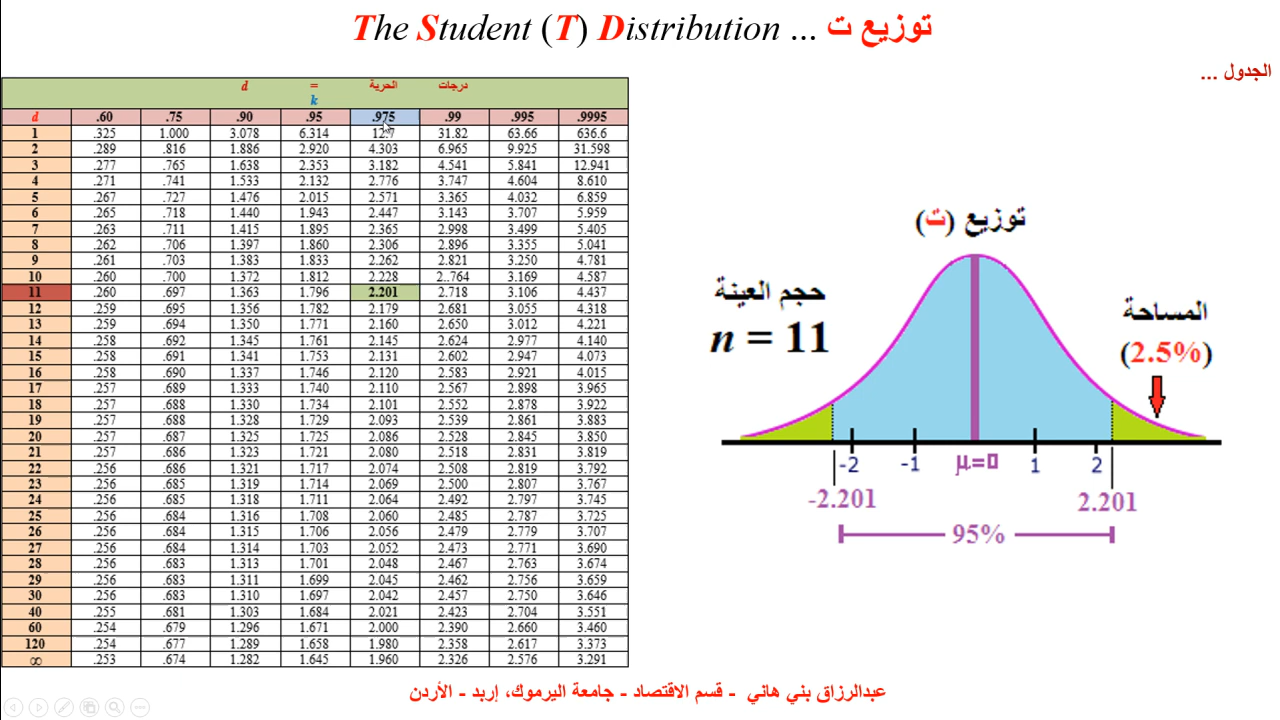 The Student (T) Distribution ... توزيع ت
الجدول ...
درجات الحرية = d
k
d .60 .75 .90 .95 .975 .99 .995 .9995
1 .325 1.000 3.078 6.314 63.66 31.82 636.6
2 .289 .816 1.886 2.920 4.303 6.965 9.925 31.598
3 .277 .765 1.638 2.353 3.182 4.541 5.841 12.941
4 .271 .741 1.533 2.132 2.776 3.747 4.604 8.610
5 .267 .727 1.476 2.015 2.571 3.365 4.032 6.859
6 .265 .718 1.440 1.943 2.447 3.143 3.707 5.959
7 .263 .711 1.415 1.895 2.365 2.998 3.499 5.405
8 .262 .706 1.397 1.860 2.306 2.896 3.355 5.041
9 .261 .703 1.383 1.833 2.262 2.821 3.250 4.781
10 .260 .700 1.372 1.812 2.228 2..764 3.169 4.587
11 .260 .697 1.363 1.796 2.201 2.718 3.106 4.437
12 .259 .695 1.356 1.782 2.179 2.681 3.055 4.318
13 .259 .694 1.350 1.771 2.160 2.650 3.012 4.221
14 .258 .692 1.345 1.761 2.145 2.624 2.977 4.140
15 .258 .691 1.341 1.753 2.131 2.602 2.947 4.073
16 .258 .690 1.337 1.746 2.120 2.583 2.921 4.015
17 .257 .689 1.333 1.740 2.110 2.567 2.898 3.965
18 .257 .688 1.330 1.734 2.101 2.552 2.878 3.922
19 .257 .688 1.328 1.729 2.093 2.539 2.861 3.883
20 .257 .687 1.325 1.725 2.086 2.528 2.845 3.850
21 .257 .686 1.323 1.721 2.080 2.518 2.831 3.819
22 .256 .686 1.321 1.717 2.074 2.508 2.819 3.792
23 .256 .685 1.319 1.714 2.069 2.500 2.807 3.767
24 .256 .685 1.318 1.711 2.064 2.492 2.797 3.745
25 .256 .684 1.316 1.708 2.060 2.485 2.787 3.725
26 .256 .684 1.315 1.706 2.056 2.479 2.779 3.707
27 .256 .684 1.314 1.703 2.052 2.473 2.771 3.690
28 .256 .683 1.313 1.701 2.048 2.467 2.763 3.674
29 .256 .683 1.311 1.699 2.045 2.462 2.756 3.659
30 .256 .683 1.310 1.697 2.042 2.457 2.750 3.646
40 .255 .681 1.303 1.684 2.021 2.423 2.704 3.551
60 .254 .679 1.296 1.671 2.000 2.390 2.660 3.460
120 .254 .677 1.289 1.658 1.980 2.358 2.617 3.373
∞ .253 .674 1.282 1.645 1.960 2.326 2.576 3.291
توزيع (ت)
حجم العينة
n = 11
المساحة
(2.5%)
-2 -1 μ=0 1 2
-2.201 2.201
95%
عبدالرزاق بني هاني - قسم الاقتصاد - جامعة اليرموك، إربد - الأردن